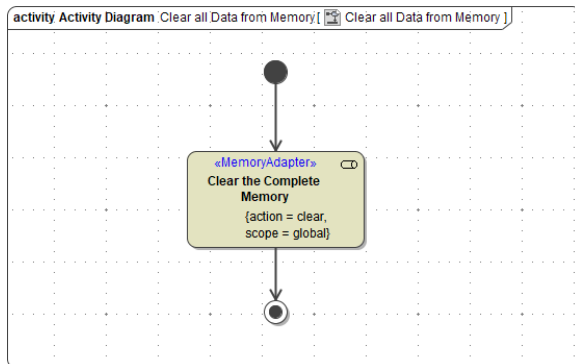 activity Activity Diagram Clear all Data from Memory [ Clear all Data from Memory ]
«MemoryAdapter»
Clear the Complete
Memory
{action = clear,
scope = global}